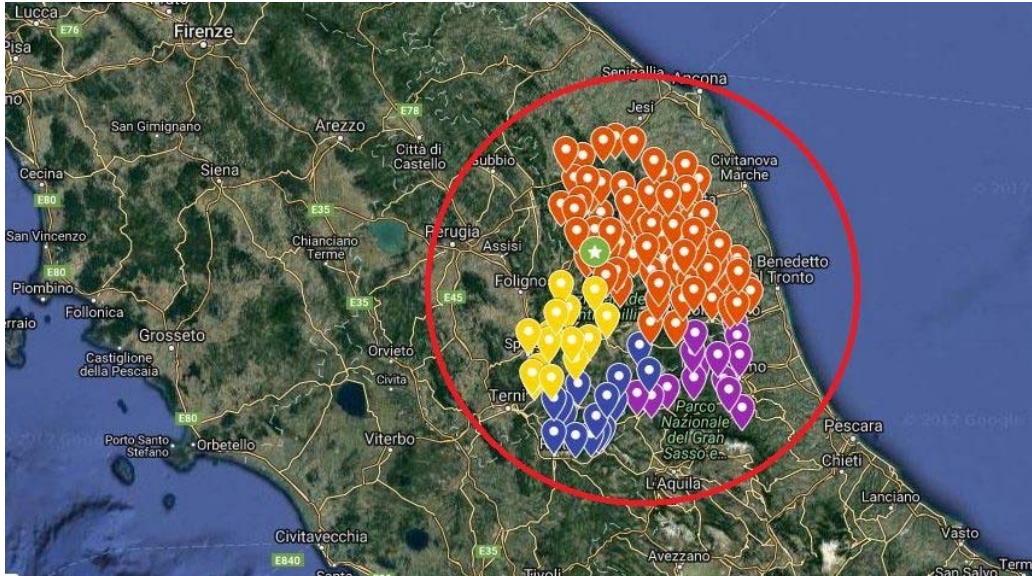 Lucca
E76
Firenze
Pisa
Senigallia
Ancona
Jesi
E78
San Gimignano
Arezzo
Città di
Castello
Gubbio
Civitanova
Marche
Cecina
Siena
E80
E35
San Vincenzo
Chianciano
Terme
Perugia
Assisi
Benedetto
Tronto
E80
Foligno
Piombino
Follonica
E35
E45
Grosseto
Orvieto
Castiglione
della Pescaia
Civita
E80
Terni
Parco
Nazionale
del Gran
Sasso e...
Porto Santo
Stefano
Orbetello
Viterbo
Pescara
Chieti
L'Aquila
Lanciano
Civitavecchia
E35
Vasto
E840
Avezzano
Tivoli
San Salvo